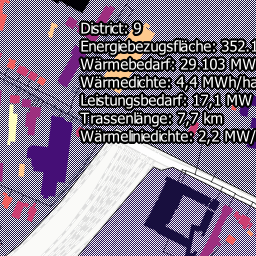 District: 9
Energiebezugsfläche: 352.1
Wärmebedarf: 29.103 MW
Wärmedichte: 4,4 MWh/ha
Leistungsbedarf: 17,1 MW
Trassenlänge: 7,7 km
Wärmeliniedichte: 2,2 MW/